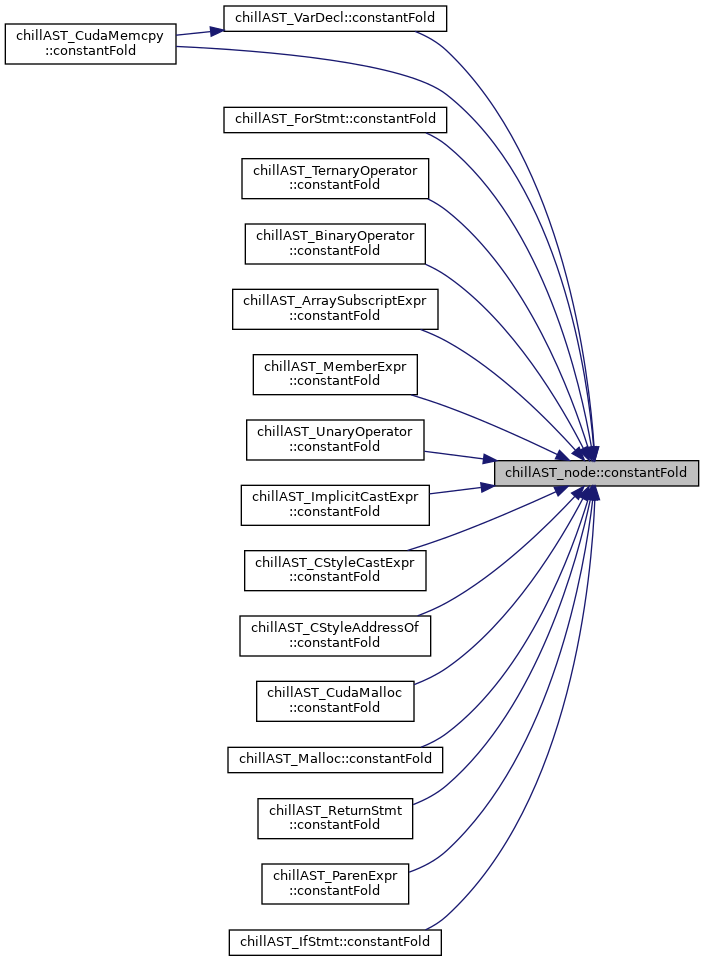 chillAST_CudaMemcpy
::constantFold
chillAST_VarDecl::constantFold
chillAST_ForStmt::constantFold
chillAST_TernaryOperator
::constantFold
chillAST_BinaryOperator
::constantFold
chillAST_ArraySubscriptExpr
::constantFold
chillAST_MemberExpr
::constantFold
chillAST_UnaryOperator
::constantFold
chillAST_node::constantFold
chillAST_ImplicitCastExpr
::constantFold
chillAST_CStyleCastExpr
::constantFold
chillAST_CStyleAddressOf
::constantFold
chillAST_CudaMalloc
::constantFold
chillAST_Malloc::constantFold
chillAST_ReturnStmt
::constantFold
chillAST_ParenExpr
::constantFold
chillAST_IfStmt::constantFold